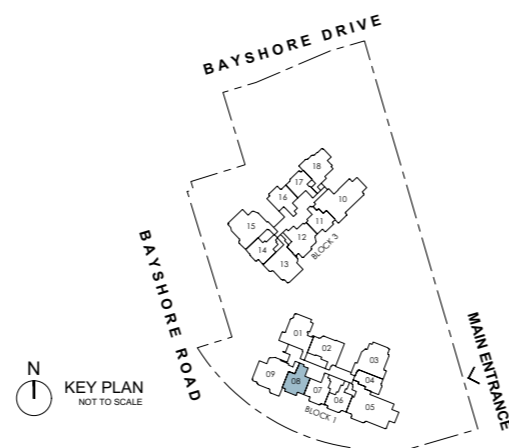 BAYSHORE DRIVE
18
17
16
10
15
11
12
14
13
BLOCK 3
BAYSHORE ROAD
01
02
03
09
08
07
04
06
05
BLOCK 1
MAIN ENTRANCE
N
KEY PLAN
NOT TO SCALE